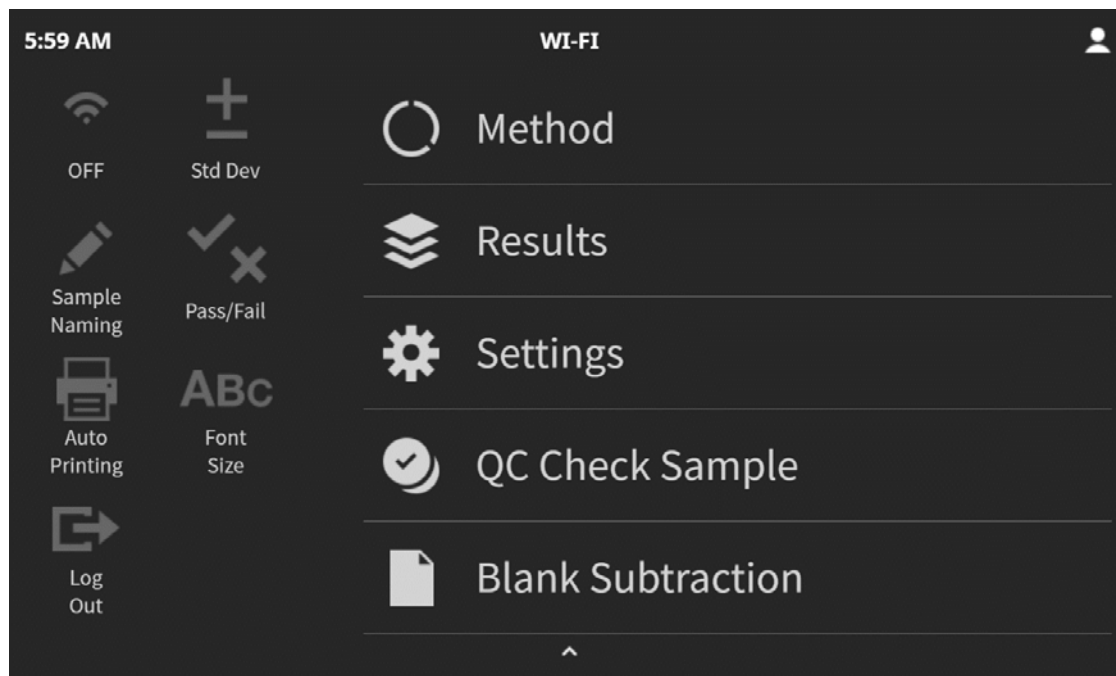 5:59 AM
WI-FI
OFF
Std Dev
Sample
Naming
Pass/Fail
Auto
Printing
ABC
Font
Size
Log
Out
Method
Results
Settings
QC Check Sample
Blank Subtraction